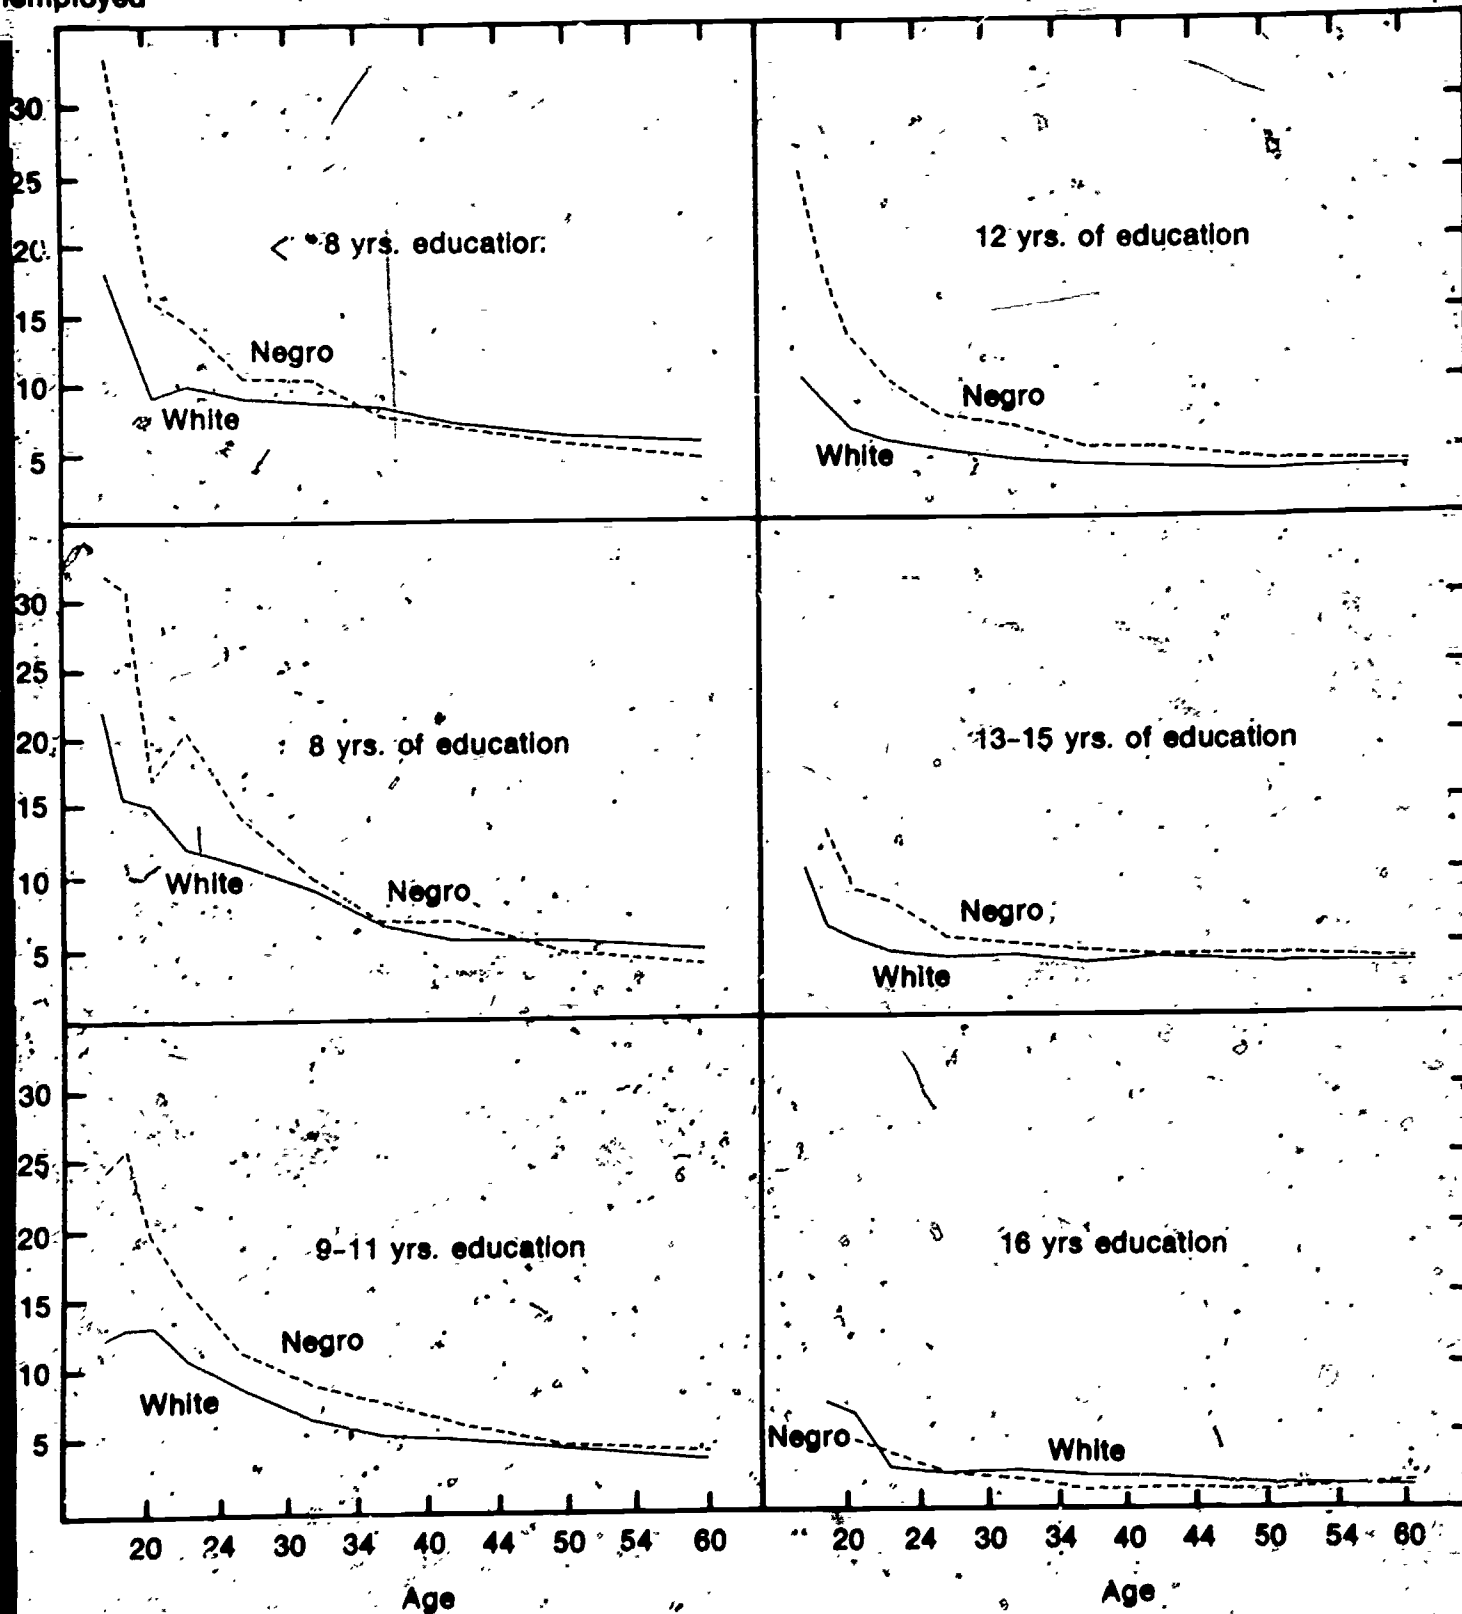 30
25
20
15
10
5
< 8 yrs. education
Negro
White
12 yrs. of education
Negro
White
30
25
20
15
10
5
8 yrs. of education
White
Negro
13-15 yrs. of education
Negro
White
30
25
20
15
10
5
9-11 yrs. education
Negro
White
16 yrs education
Negro
White
20 24 30 34 40 44 50 54 60
Age
20 24 30 34 40 44 50 54 60
Age